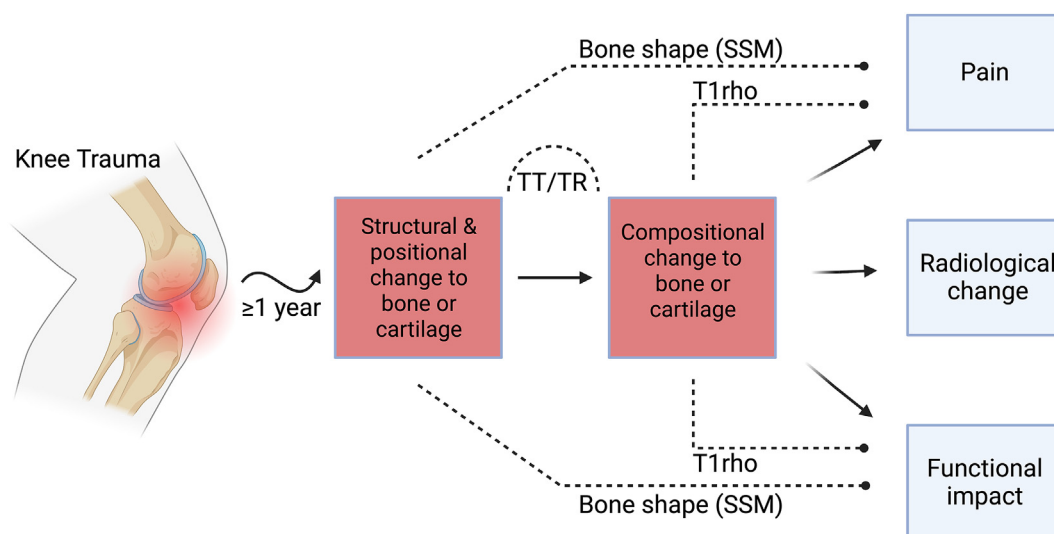 Bone shape (SSM)
T1rho
Pain
Knee Trauma
TT/TR
Structural &
positional
change to
bone or
cartilage
Compositional
change to
bone or
cartilage
≥1 year
Radiological
change
T1rho
Bone shape (SSM)
Functional
impact